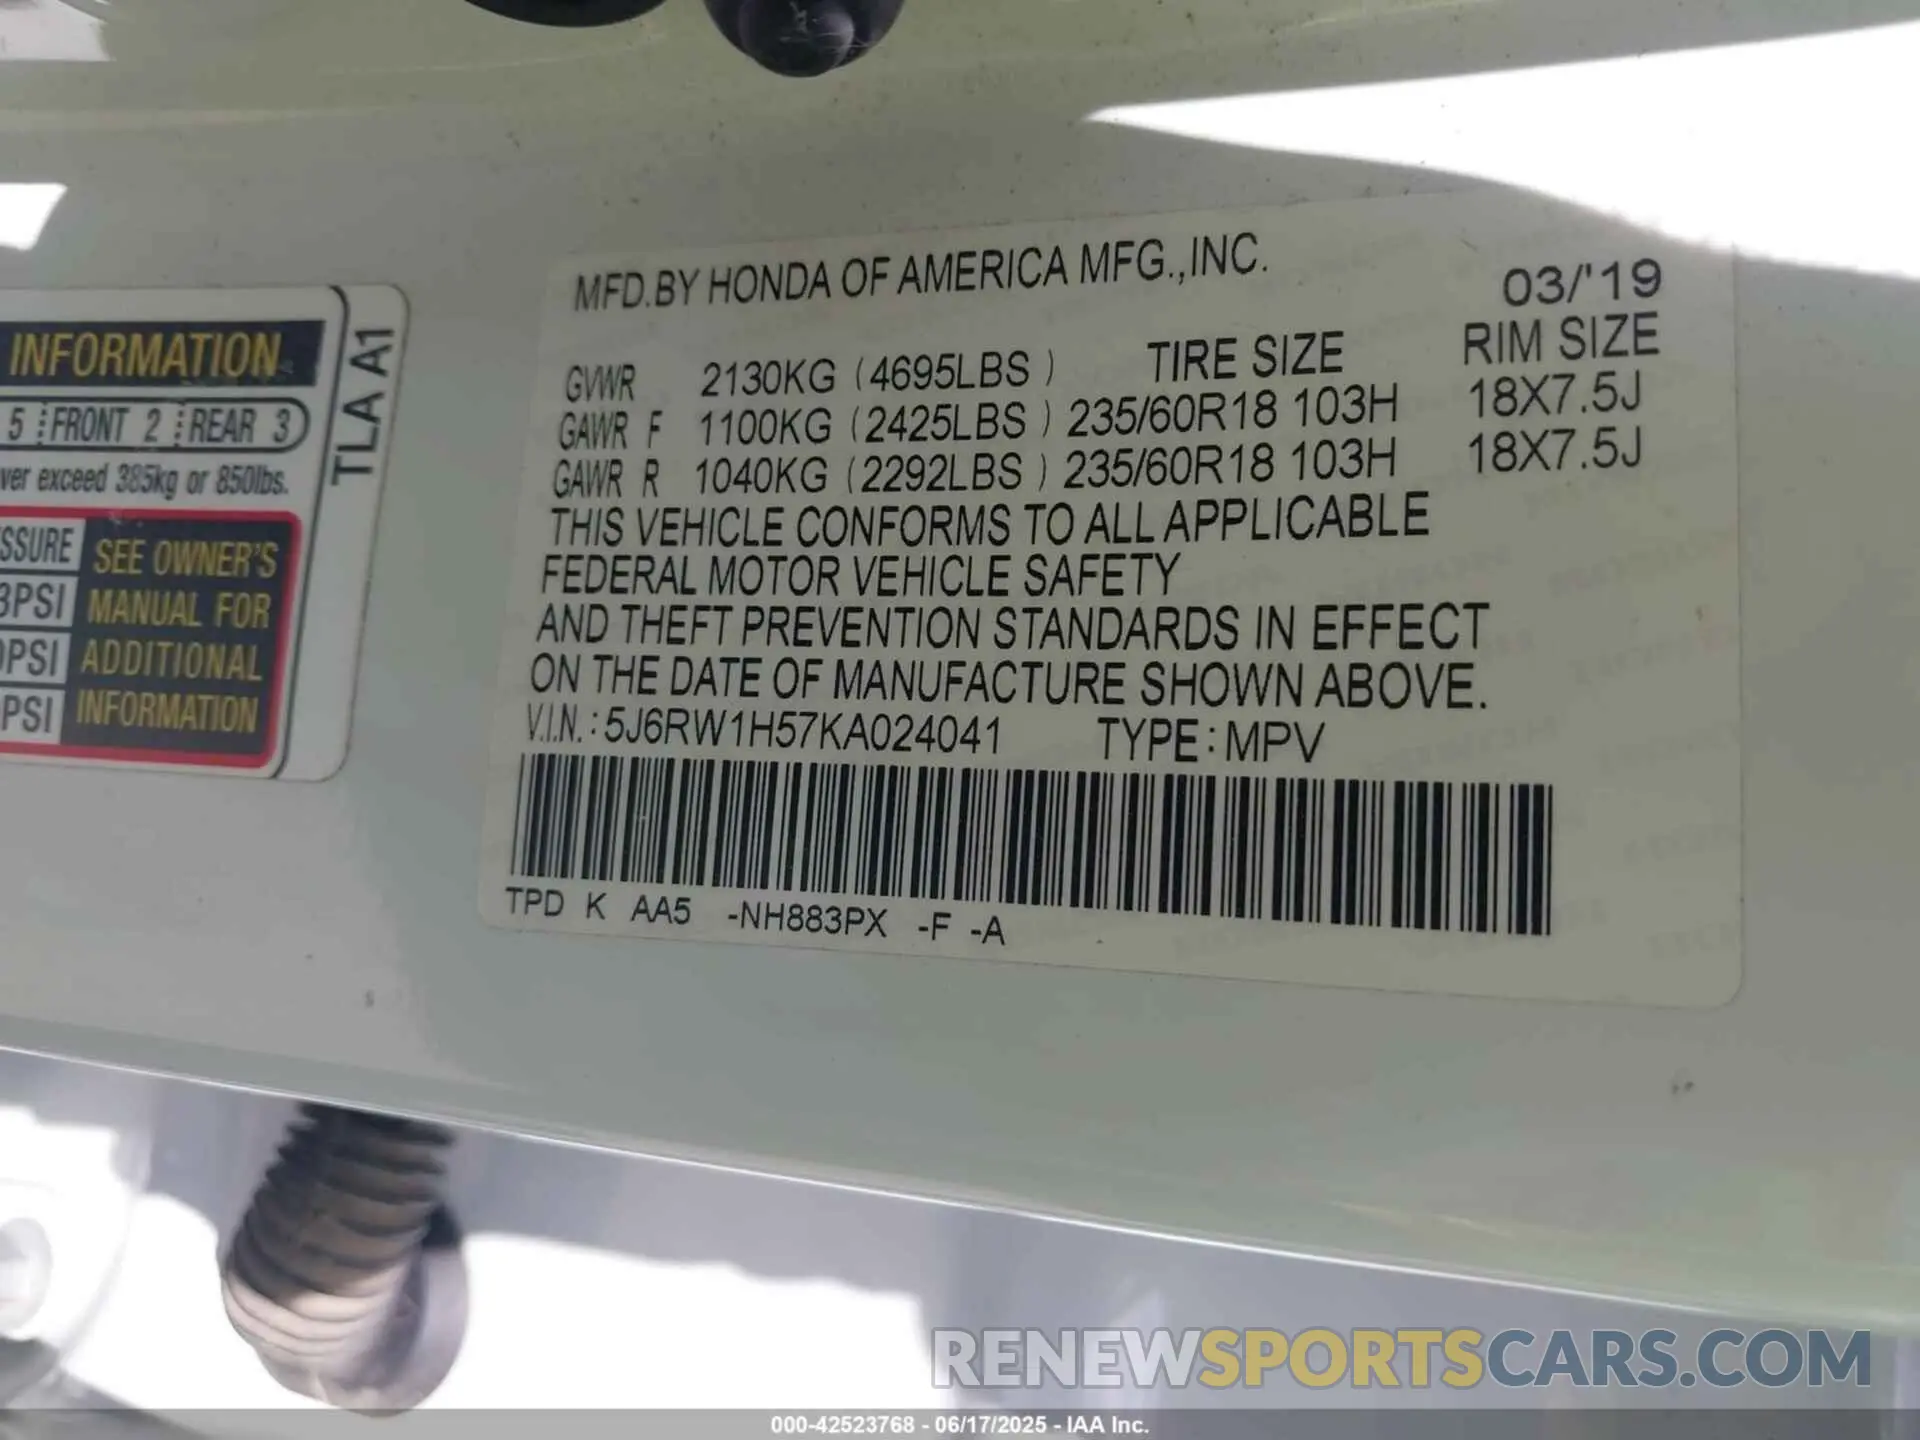 INFORMATION
5 FRONT 2 REAR 3
ver exceed 385kg or 850lbs.
SSURE
PSI
PSI
PSI
SEE OWNER'S
MANUAL FOR
ADDITIONAL
INFORMATION
TLA A1
MFD.BY HONDA OF AMERICA MFG.,INC.
03/'19
GVWR 2130KG (4695LBS ) TIRE SIZE RIM SIZE
GAWR F 1100KG (2425LBS ) 235/60R18 103H 18X7.5J
GAWR R 1040KG (2292LBS ) 235/60R18 103H 18X7.5J
THIS VEHICLE CONFORMS TO ALL APPLICABLE
FEDERAL MOTOR VEHICLE SAFETY
AND THEFT PREVENTION STANDARDS IN EFFECT
ON THE DATE OF MANUFACTURE SHOWN ABOVE.
V.I.N.: 5J6RW1H57KA024041 TYPE: MPV
TPD K AA5 -NH883PX -F -A
RENEWSPORTSCARS.COM
000-42523768 - 06/17/2025 - IAA Inc.